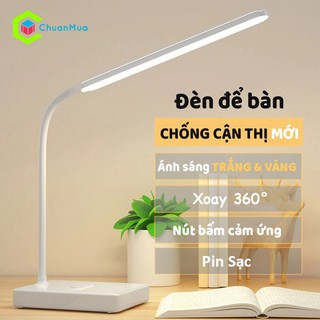 ChuanMua
Đèn để bàn
CHỐNG CẬN THỊ MỚI
Ánh sáng TRẮNG & VÀNG
Xoay 360°
Nút bấm cảm ứng
Pin Sạc